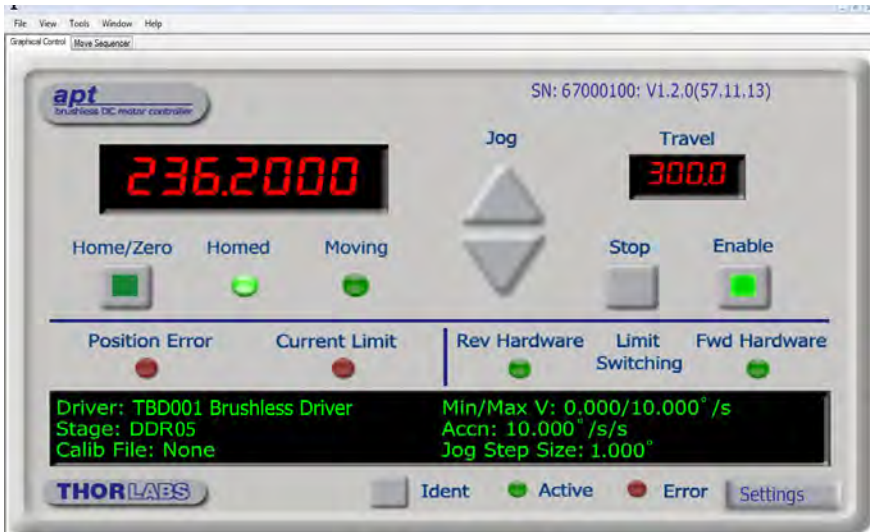 File View Tools Window Help
Graphical Control Move Sequencer
apt
brushless DC motor controller
SN: 67000100: V1.2.0(57.11.13)
Jog Travel
236.2000 300.0
Home/Zero Homed Moving Stop Enable
Position Error Current Limit Rev Hardware Limit Switching Fwd Hardware
Driver: TBD001 Brushless Driver
Stage: DDR05
Calib File: None
Min/Max V: 0.000/10.000°/s
Accn: 10.000°/s/s
Jog Step Size: 1.000°
THORLABS Ident Active Error Settings